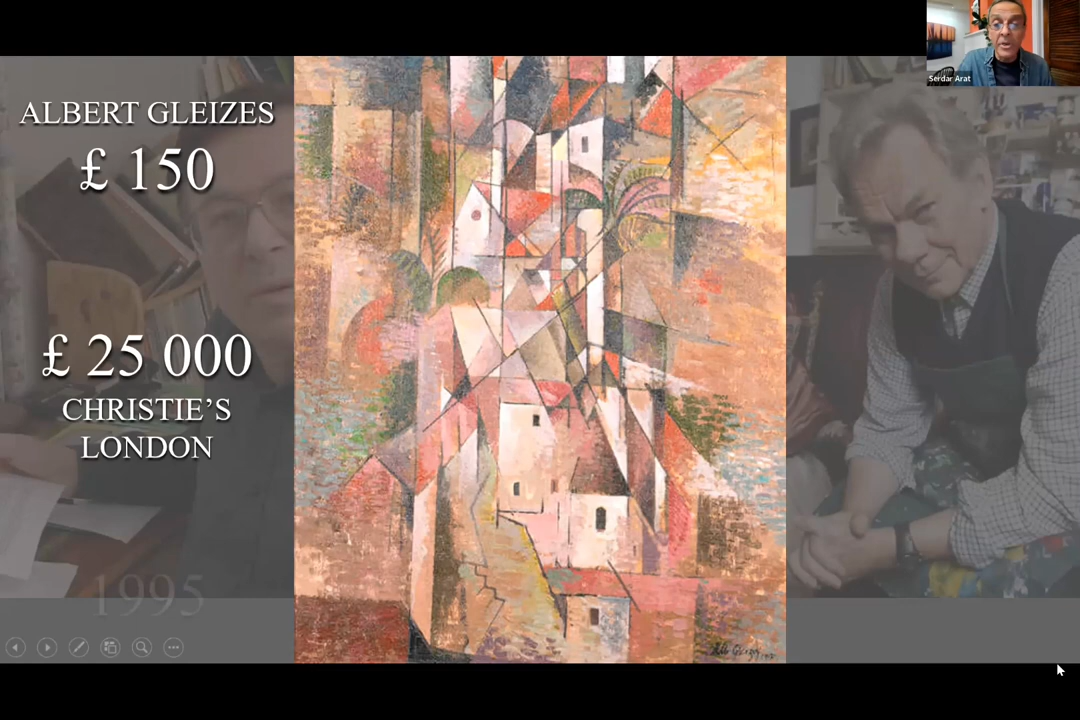 Serdar Arat
ALBERT GLEIZES
£ 150
£ 25 000
CHRISTIE'S
LONDON
1995